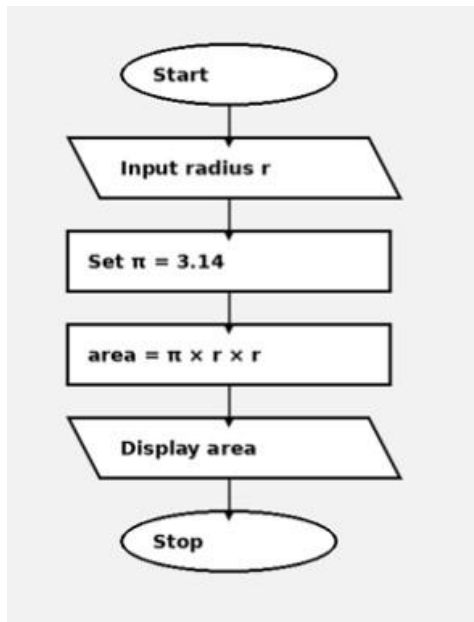 Start
Input radius r
Set π = 3.14
area = π × r × r
Display area
Stop